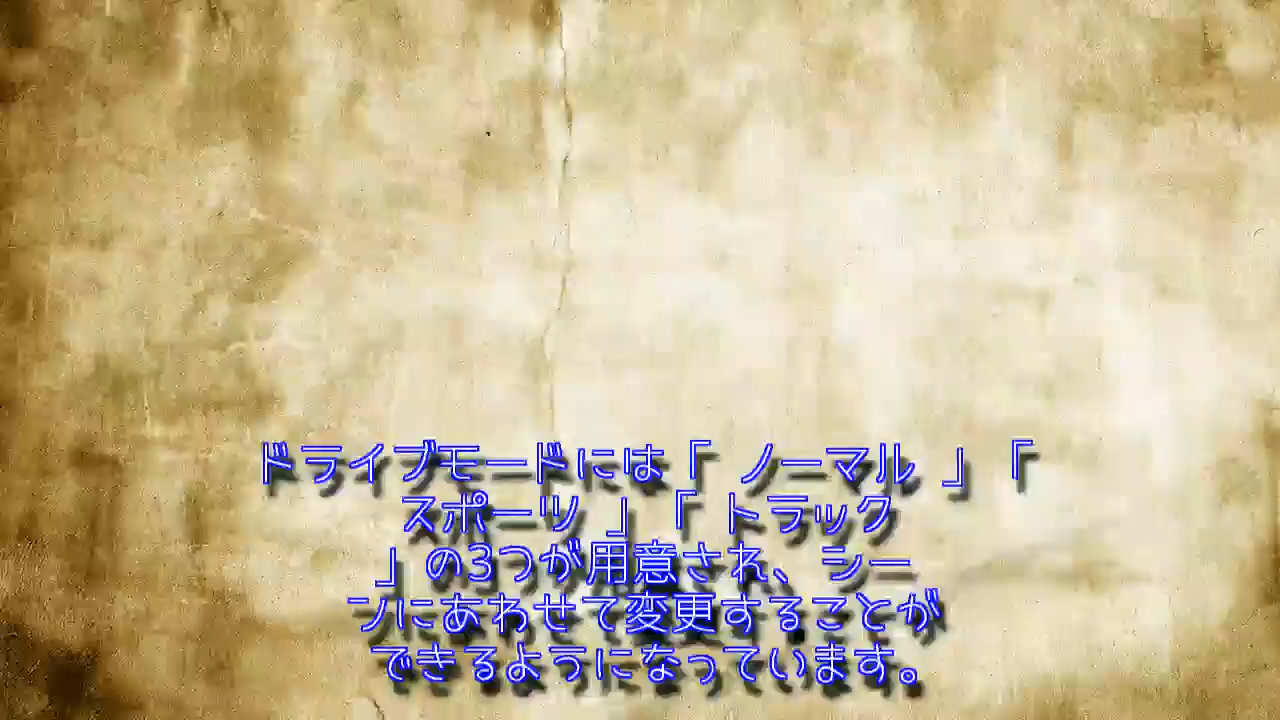 ドライブモードには「 ノーマル 」「
スポーツ 」「 トラック
」の3つが用意され、シー
ンにあわせて変更することが
できるようになっています。